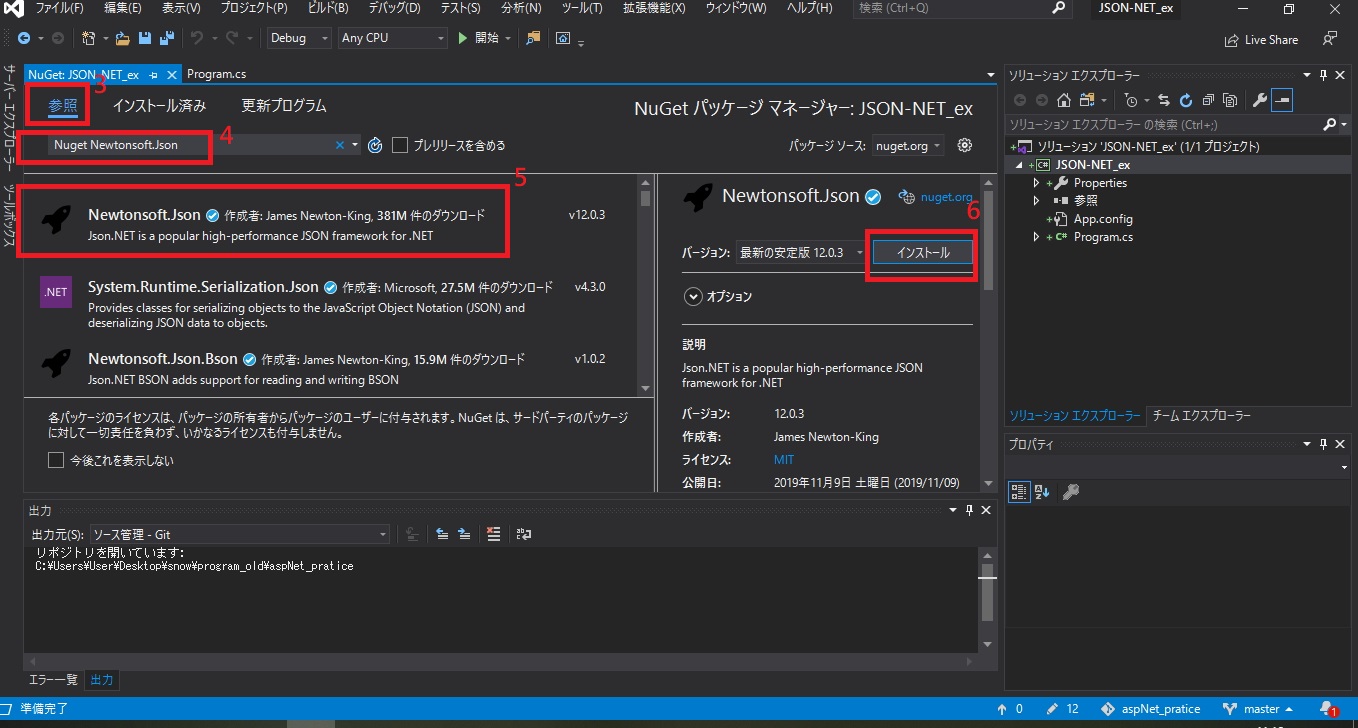 ファイル(F) 編集(E) 表示(V) プロジェクト(P) ビルド(B) デバッグ(D) テスト(S) 分析(N) ツール(T) 拡張機能(X) ウィンドウ(W) ヘルプ(H) 検索 (Ctrl+Q) JSON-NET_ex
Debug Any CPU 開始 Live Share
サーバー エクスプローラー
ツールボックス
NuGet: JSON-NET_ex Program.cs
3
参照 インストール済み 更新プログラム
NuGet パッケージ マネージャー: JSON-NET_ex
4
Nuget Newtonsoft.Json プレリリースを含める
パッケージ ソース: nuget.org
5
Newtonsoft.Json 作成者: James Newton-King, 381M 件のダウンロード v12.0.3
Json.NET is a popular high-performance JSON framework for .NET
.NET
System.Runtime.Serialization.Json 作成者: Microsoft, 27.5M 件のダウンロード v4.3.0
Provides classes for serializing objects to the JavaScript Object Notation (JSON) and
deserializing JSON data to objects.
Newtonsoft.Json.Bson 作成者: James Newton-King, 15.9M 件のダウンロード v1.0.2
Json.NET BSON adds support for reading and writing BSON
各パッケージのライセンスは、パッケージの所有者からパッケージのユーザーに付与されます。NuGet は、サードパーティのパッケージ
に対して一切責任を負わず、いかなるライセンスも付与しません。
今後これを表示しない
Newtonsoft.Json nuget.org
6
バージョン: 最新の安定版 12.0.3 インストール
オプション
説明
Json.NET is a popular high-performance JSON
framework for .NET
バージョン: 12.0.3
作成者: James Newton-King
ライセンス: MIT
公開日: 2019年11月9日 土曜日 (2019/11/09)
ソリューション エクスプローラー
ソリューション エクスプローラー の検索 (Ctrl+;)
ソリューション 'JSON-NET_ex' (1/1 プロジェクト)
JSON-NET_ex
Properties
参照
App.config
Program.cs
ソリューション エクスプローラー チーム エクスプローラー
プロパティ
出力
出力元(S): ソース管理 - Git
リポジトリを開いています:
C:¥Users¥User¥Desktop¥snow¥program_old¥aspNet_pratice
エラー一覧 出力
準備完了 0 12 aspNet_pratice master 1